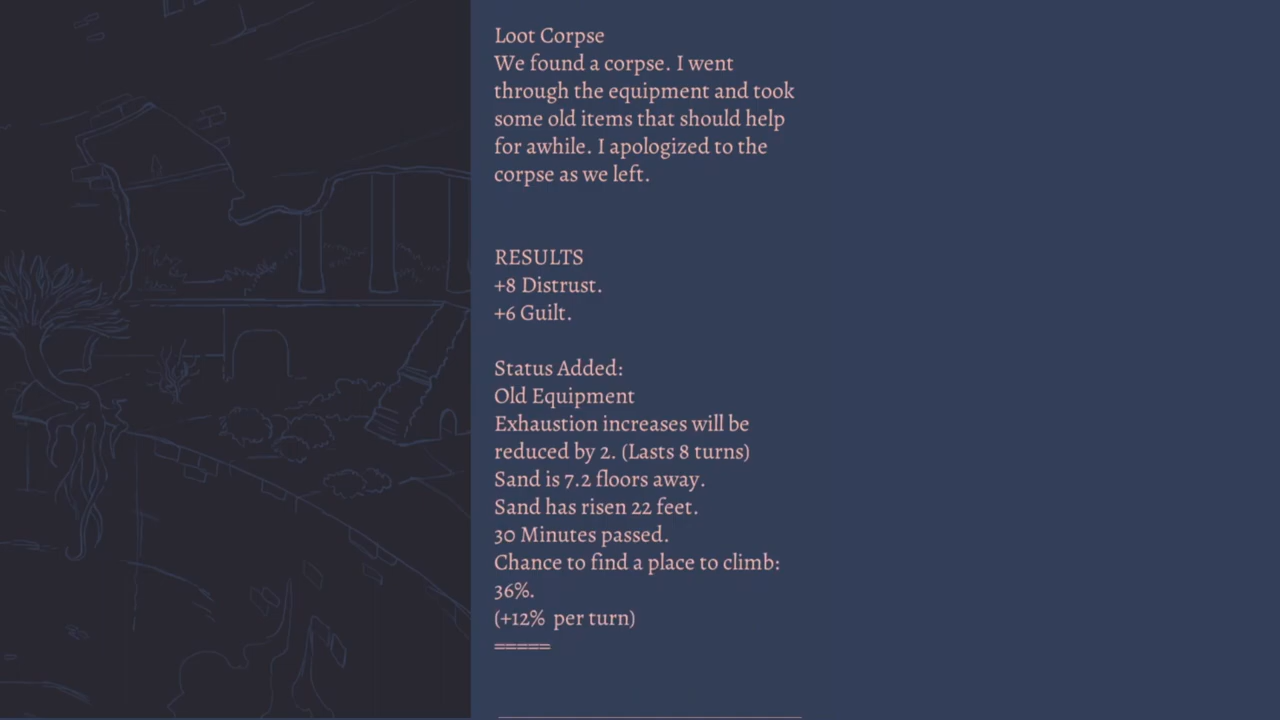 Loot Corpse
We found a corpse. I went
through the equipment and took
some old items that should help
for awhile. I apologized to the
corpse as we left.
RESULTS
+8 Distrust.
+6 Guilt.
Status Added:
Old Equipment
Exhaustion increases will be
reduced by 2. (Lasts 8 turns)
Sand is 7.2 floors away.
Sand has risen 22 feet.
30 Minutes passed.
Chance to find a place to climb:
36%.
(+12% per turn)
=====